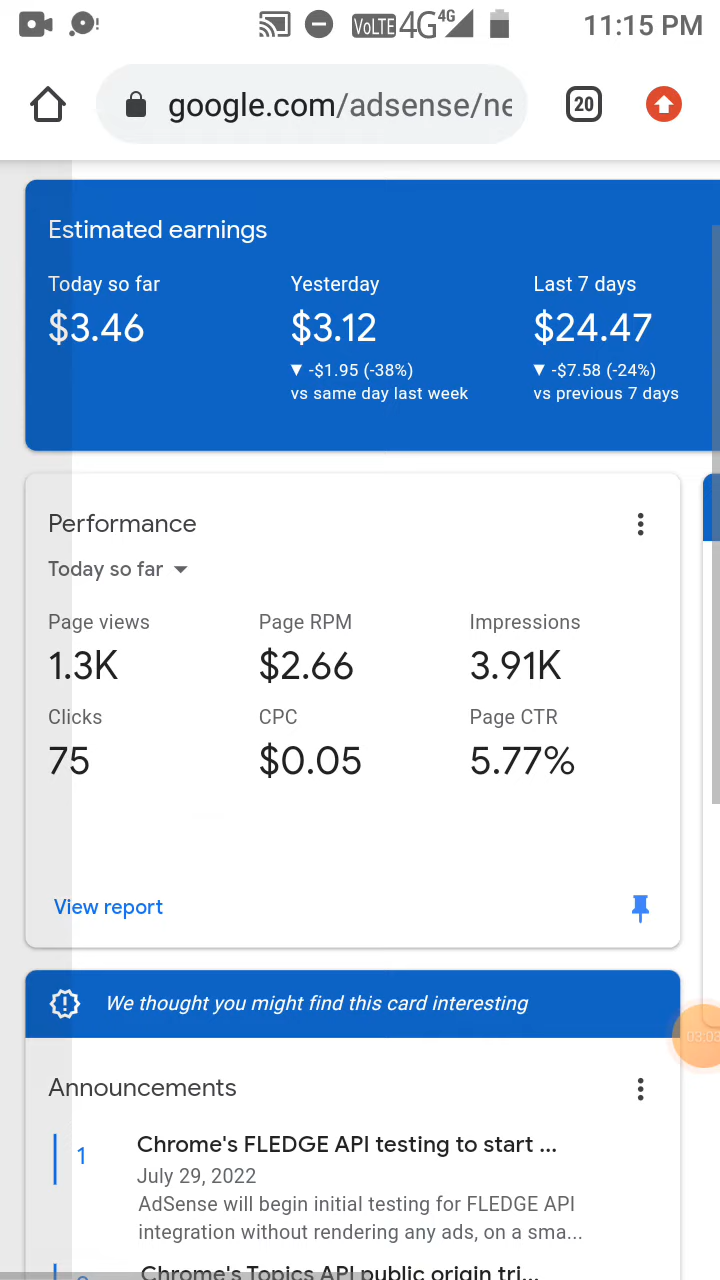 VoLTE 4G 4G 11:15 PM
google.com/adsense/ne
20
Estimated earnings
Today so far Yesterday Last 7 days
$3.46 $3.12 $24.47
▼ -$1.95 (-38%) ▼ -$7.58 (-24%)
vs same day last week vs previous 7 days
Performance
Today so far
Page views Page RPM Impressions
1.3K $2.66 3.91K
Clicks CPC Page CTR
75 $0.05 5.77%
View report
We thought you might find this card interesting
03:03
Announcements
1 Chrome's FLEDGE API testing to start ...
July 29, 2022
AdSense will begin initial testing for FLEDGE API
integration without rendering any ads, on a sma...
Chrome's Topics API public origin tri...